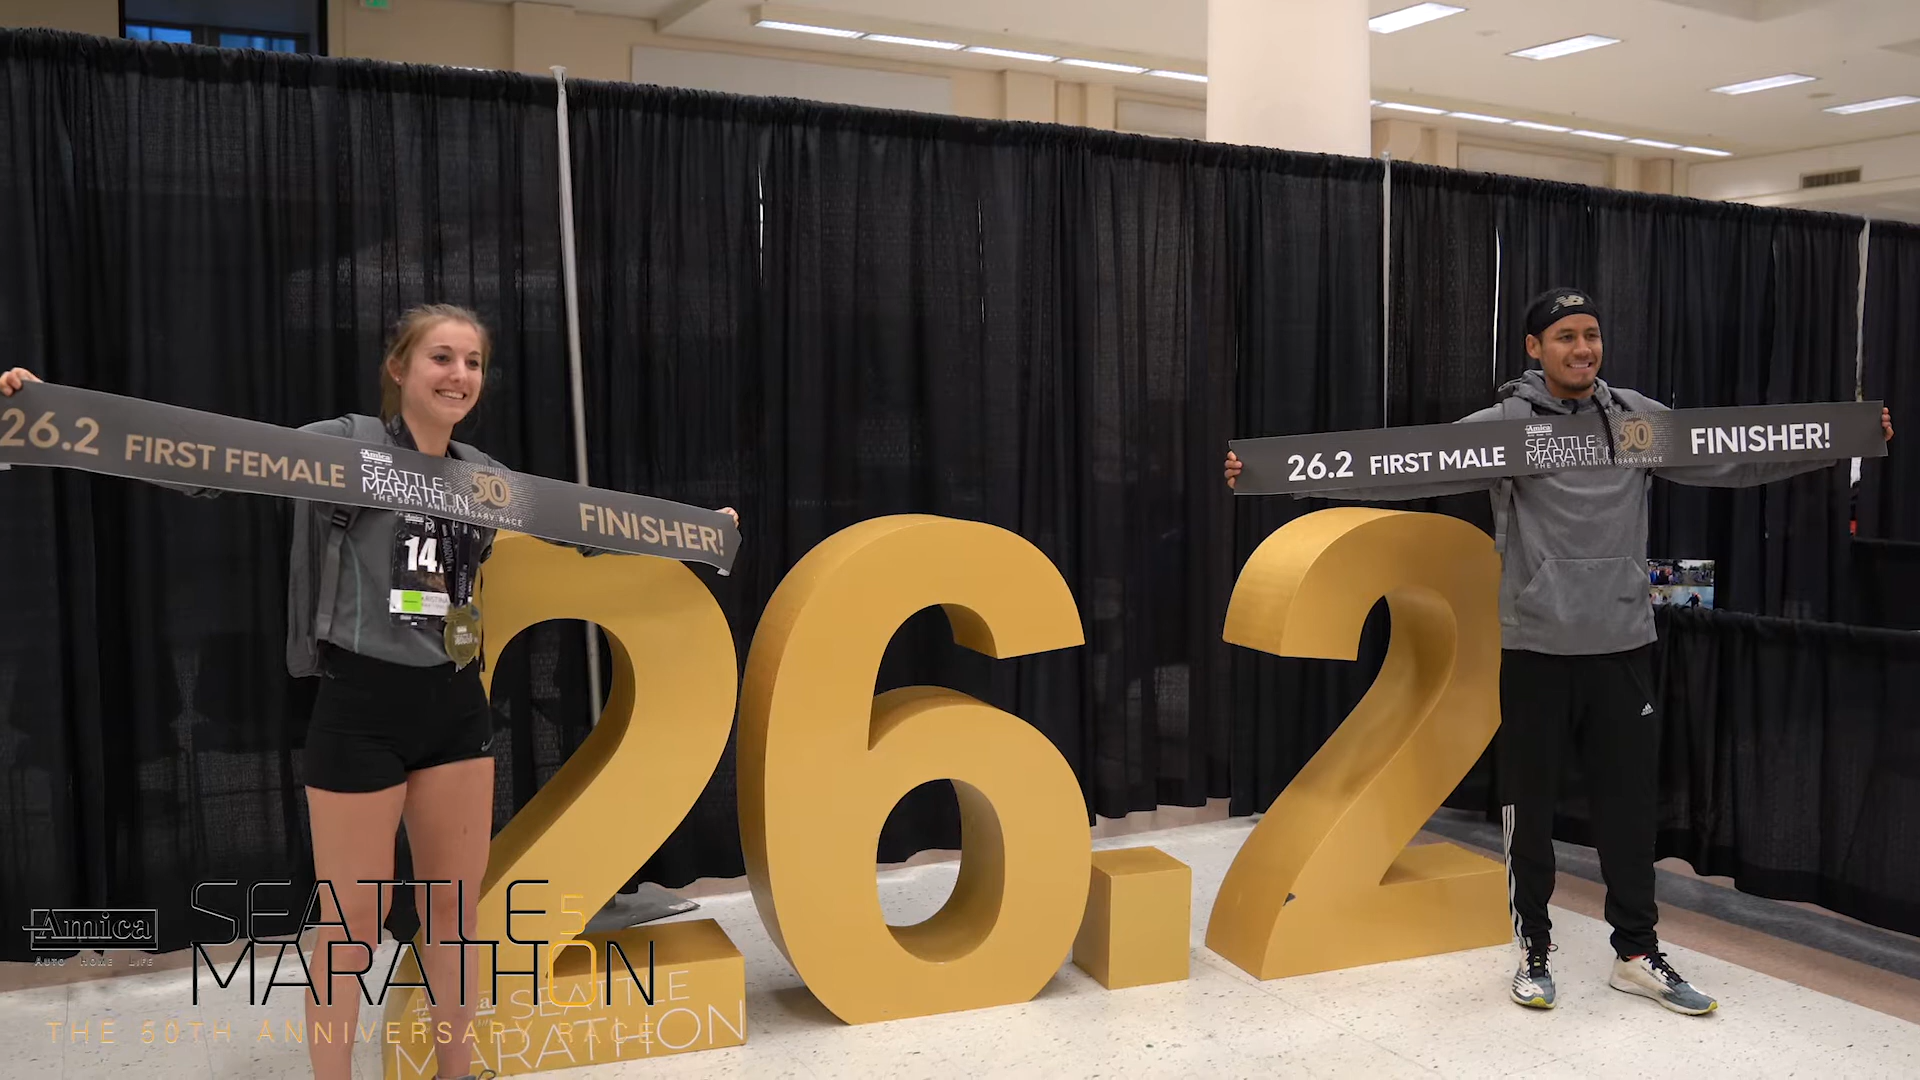 26.2 FIRST FEMALE
Amica
SEATTLE
MARATHON
50
THE 50TH ANNIVERSARY RACE
FINISHER!
14
26.2 FIRST MALE
Amica
SEATTLE
MARATHON
50
THE 50TH ANNIVERSARY RACE
FINISHER!
26.2
adidas
SEATTLE
MARATHON
Amica
AUTO HOME LIFE
SEATTLE 5
MARATHON
THE 50TH ANNIVERSARY RACE